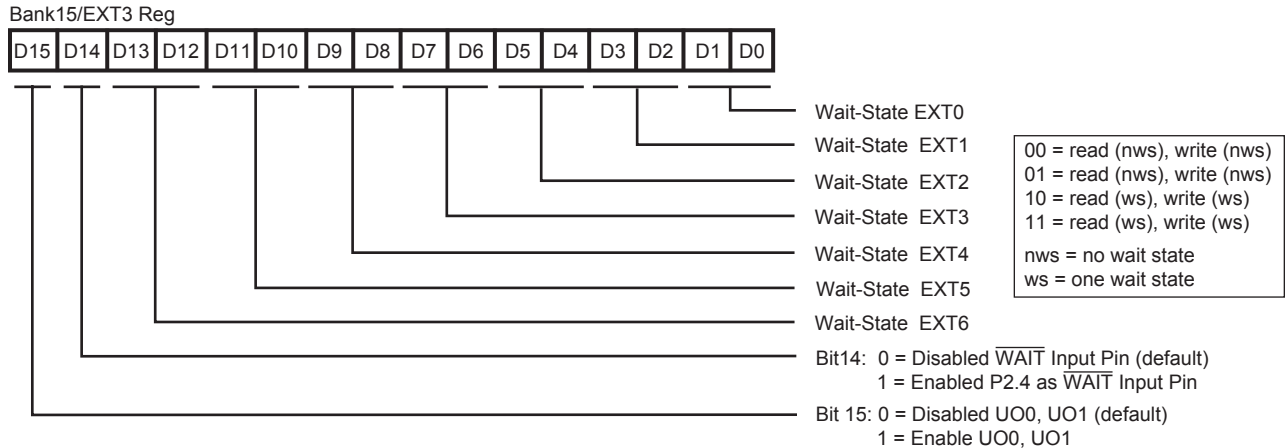 Bank15/EXT3 Reg
D15 D14 D13 D12 D11 D10 D9 D8 D7 D6 D5 D4 D3 D2 D1 D0
Wait-State EXT0
Wait-State EXT1
Wait-State EXT2
Wait-State EXT3
Wait-State EXT4
Wait-State EXT5
Wait-State EXT6
00 = read (nws), write (nws)
01 = read (nws), write (nws)
10 = read (ws), write (ws)
11 = read (ws), write (ws)
nws = no wait state
ws = one wait state
Bit14: 0 = Disabled WAIT Input Pin (default)
1 = Enabled P2.4 as WAIT Input Pin
Bit 15: 0 = Disabled UO0, UO1 (default)
1 = Enable UO0, UO1